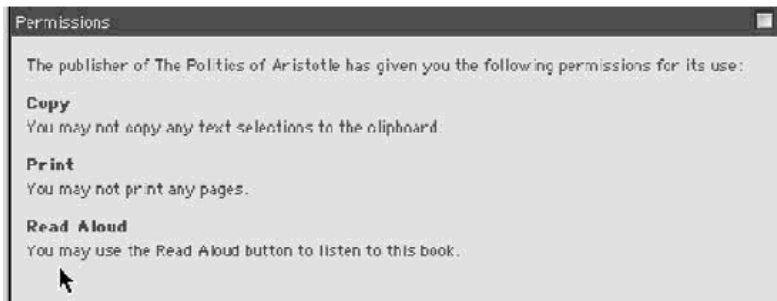 Permissions
The publisher of The Politics of Aristotle has given you the following permissions for its use:
Copy
You may not copy any text selections to the clipboard
Print
You may not print any pages.
Read Aloud
You may use the Read Aloud button to listen to this book.